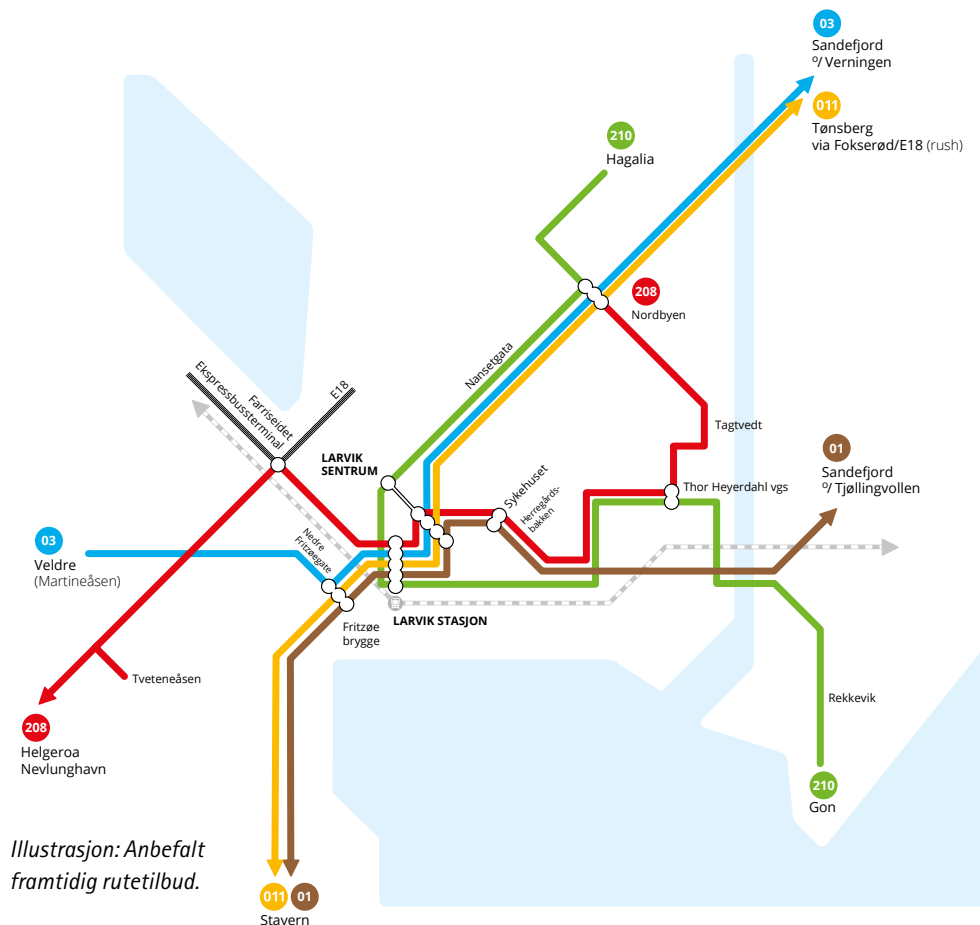 03
Sandefjord
º/ Verningen
011
Tønsberg
via Fokserød/E18 (rush)
210
Hagalia
208
Nordbyen
Nansetgata
Ekspressbussterminal
Farriseidet
E18
LARVIK
SENTRUM
Tagtvedt
01
Sandefjord
º/ Tjøllingvollen
Sykehuset
Herregårds-
bakken
Thor Heyerdahl vgs
03
Veldre
(Martineåsen)
Nedre
Fritzøegate
Fritzøe
brygge
LARVIK STASJON
Tveteneåsen
Rekkevik
208
Helgeroa
Nevlunghavn
210
Gon
Illustrasjon: Anbefalt
framtidig rutetilbud.
011
01
Stavern